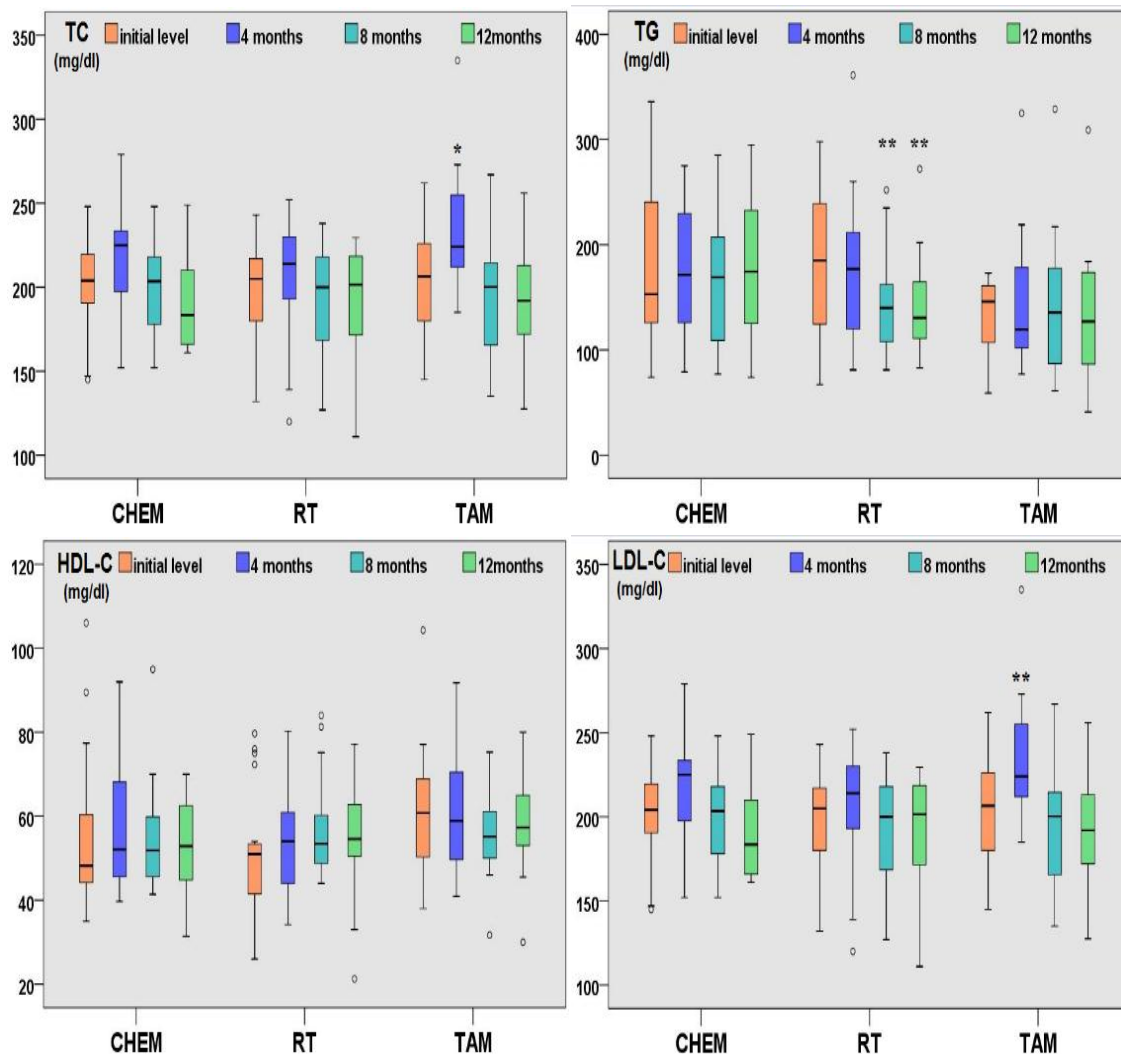 TC initial level 4 months 8 months 12months
(mg/dl)
350
300
*
250
200
150
100
CHEM RT TAM
TG initial level 4 months 8 months 12 months
(mg/dl)
400
300
** **
200
100
0
CHEM RT TAM
HDL-C initial level 4 months 8 months 12months
(mg/dl)
120
100
80
60
40
20
CHEM RT TAM
LDL-C initial level 4 months 8 months 12months
(mg/dl)
350
300
**
250
200
150
100
CHEM RT TAM